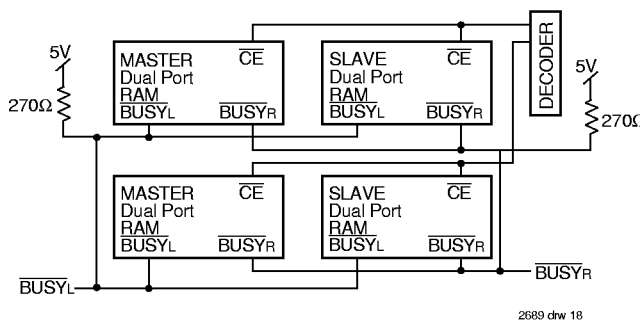 5V
270Ω
MASTER
Dual Port
RAM
BUSYL
CE
BUSYR
SLAVE
Dual Port
RAM
BUSYL
CE
BUSYR
DECODER
5V
270Ω
MASTER
Dual Port
RAM
BUSYL
CE
BUSYR
SLAVE
Dual Port
RAM
BUSYL
CE
BUSYR
BUSYL
BUSYR
2689 drw 18